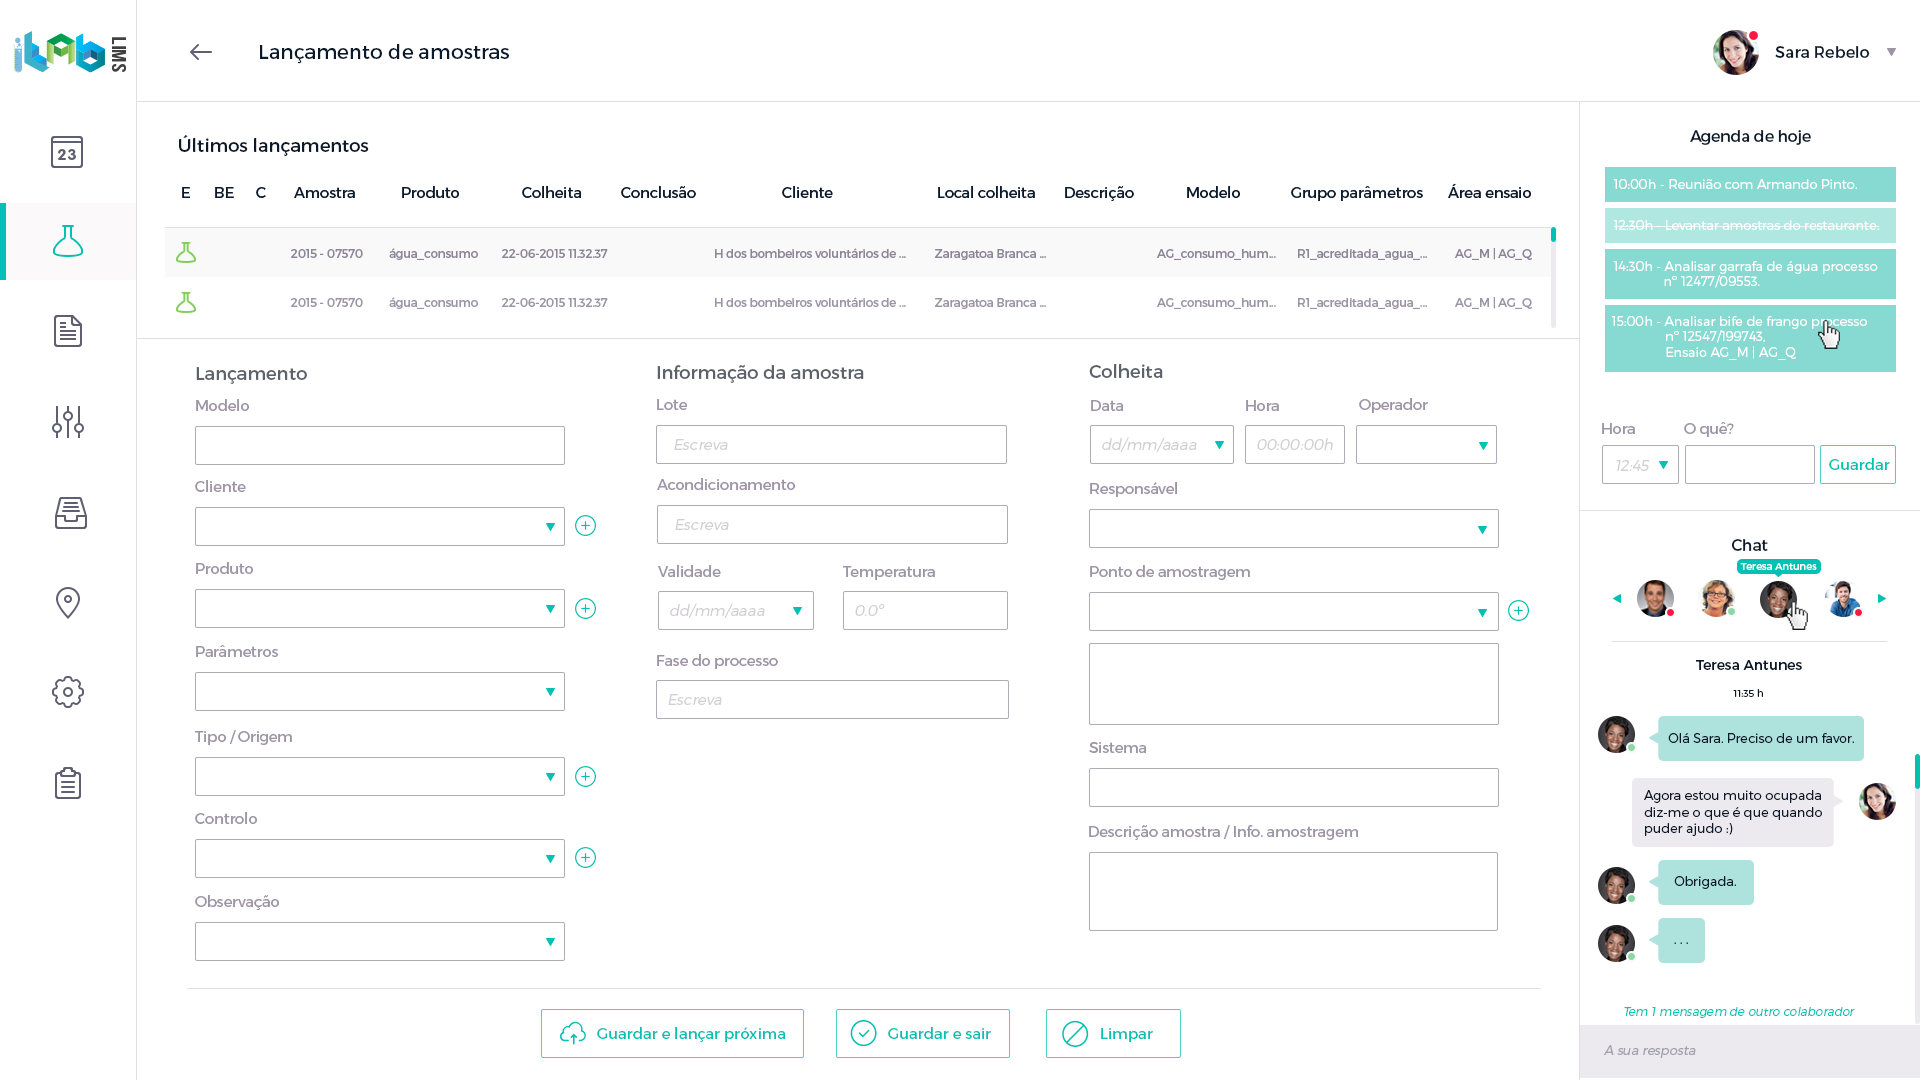 iLAb LIMS
Lançamento de amostras
Sara Rebelo
23
Últimos lançamentos
E BE C Amostra Produto Colheita Conclusão Cliente Local colheita Descrição Modelo Grupo parâmetros Área ensaio
2015 - 07570 água_consumo 22-06-2015 11.32.37 H dos bombeiros voluntários de ... Zaragatoa Branca ... AG_consumo_hum... R1_acreditada_agua_... AG_M | AG_Q
2015 - 07570 água_consumo 22-06-2015 11.32.37 H dos bombeiros voluntários de ... Zaragatoa Branca ... AG_consumo_hum... R1_acreditada_agua_... AG_M | AG_Q
Lançamento
Modelo
Cliente
Produto
Parâmetros
Tipo / Origem
Controlo
Observação
Informação da amostra
Lote
Escreva
Acondicionamento
Escreva
Validade Temperatura
dd/mm/aaaa 0.0º
Fase do processo
Escreva
Colheita
Data Hora Operador
dd/mm/aaaa 00:00:00h
Responsável
Ponto de amostragem
Sistema
Descrição amostra / Info. amostragem
Guardar e lançar próxima
Guardar e sair
Limpar
Agenda de hoje
10:00h - Reunião com Armando Pinto.
12:30h - Levantar amostras do restaurante.
14:30h - Analisar garrafa de água processo
nº 12477/09553.
15:00h - Analisar bife de frango processo
nº 12547/199743,
Ensaio AG_M | AG_Q
Hora O quê?
12:45 Guardar
Chat
Teresa Antunes
Teresa Antunes
11:35 h
Olá Sara. Preciso de um favor.
Agora estou muito ocupada
diz-me o que é que quando
puder ajudo :)
Obrigada.
. . .
Tem 1 mensagem de outro colaborador
A sua resposta